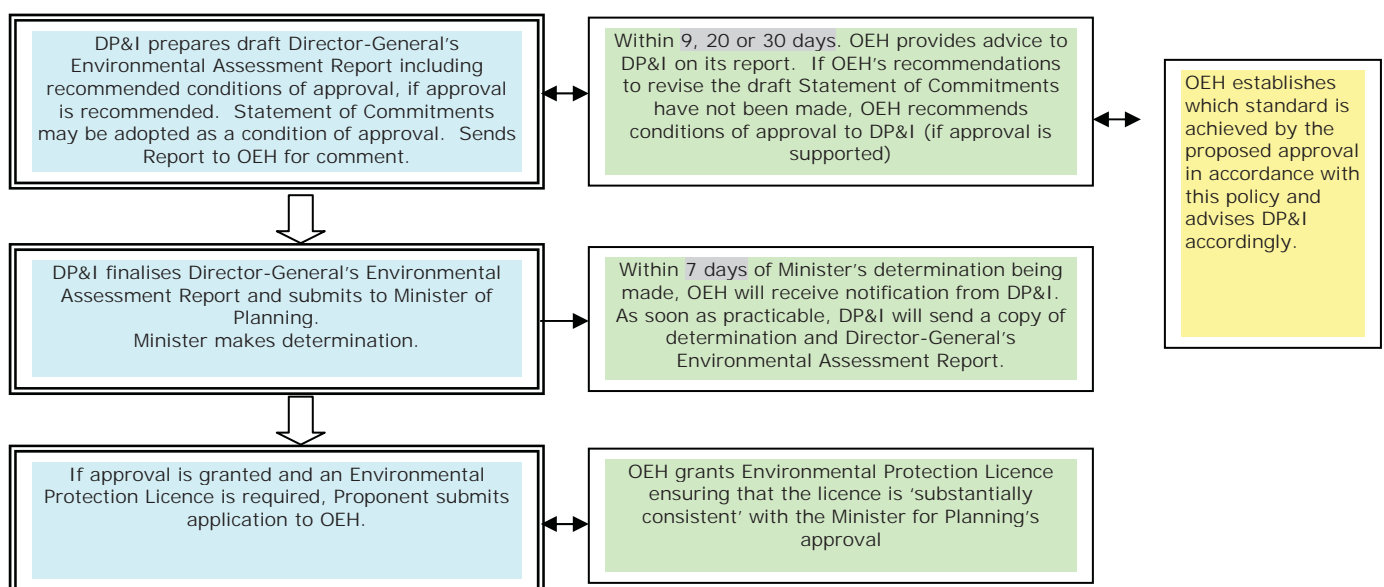 DP&I prepares draft Director-General's
Environmental Assessment Report including
recommended conditions of approval, if approval
is recommended. Statement of Commitments
may be adopted as a condition of approval. Sends
Report to OEH for comment.
Within 9, 20 or 30 days. OEH provides advice to
DP&I on its report. If OEH's recommendations
to revise the draft Statement of Commitments
have not been made, OEH recommends
conditions of approval to DP&I (if approval is
supported)
OEH establishes
which standard is
achieved by the
proposed approval
in accordance with
this policy and
advises DP&I
accordingly.
DP&I finalises Director-General's Environmental
Assessment Report and submits to Minister of
Planning.
Minister makes determination.
Within 7 days of Minister's determination being
made, OEH will receive notification from DP&I.
As soon as practicable, DP&I will send a copy of
determination and Director-General's
Environmental Assessment Report.
If approval is granted and an Environmental
Protection Licence is required, Proponent submits
application to OEH.
OEH grants Environmental Protection Licence
ensuring that the licence is 'substantially
consistent' with the Minister for Planning's
approval